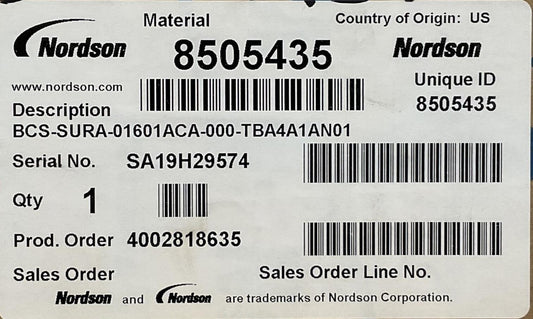 Material Country of Origin: US
Nordson 8505435 Nordson
www.nordson.com Unique ID
8505435
Description
BCS-SURA-01601ACA-000-TBA4A1AN01
Serial No. SA19H29574
Qty 1
Prod. Order 4002818635
Sales Order Sales Order Line No.
Nordson and Nordson are trademarks of Nordson Corporation.